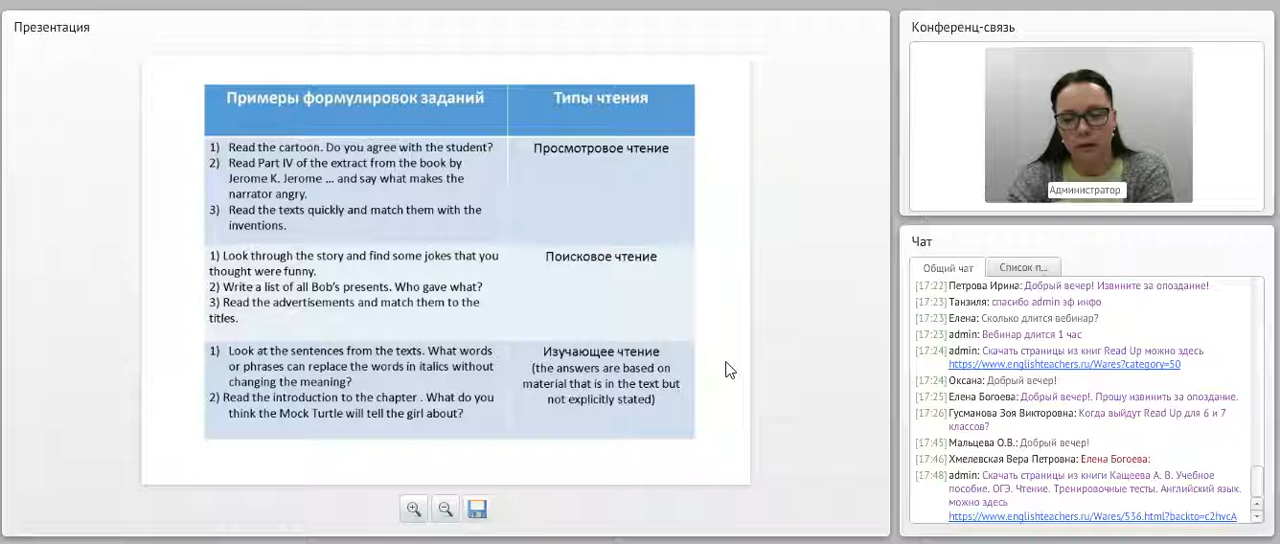 Презентация
Примеры формулировок заданий
Типы чтения
1) Read the cartoon. Do you agree with the student?
2) Read Part IV of the extract from the book by
Jerome K. Jerome ... and say what makes the
narrator angry.
3) Read the texts quickly and match them with the
inventions.
Просмотровое чтение
1) Look through the story and find some jokes that you
thought were funny.
2) Write a list of all Bob's presents. Who gave what?
3) Read the advertisements and match them to the
titles.
Поисковое чтение
1) Look at the sentences from the texts. What words
or phrases can replace the words in italics without
changing the meaning?
2) Read the introduction to the chapter . What do you
think the Mock Turtle will tell the girl about?
Изучающее чтение
(the answers are based on
material that is in the text but
not explicitly stated)
Конференц-связь
Администратор
Чат
Общий чат
Список п...
[17:22] Петрова Ирина: Добрый вечер! Извините за опоздание!
[17:23] Танзиля: спасибо admin эф инфо
[17:23] Елена: Сколько длится вебинар?
[17:23] admin: Вебинар длится 1 час
[17:24] admin: Скачать страницы из книг Read Up можно здесь
https://www.englishteachers.ru/Wares?category=50
[17:24] Оксана: Добрый вечер!
[17:25] Елена Богоева: Добрый вечер!. Прошу извинить за опоздание.
[17:26] Гусманова Зоя Викторовна: Когда выйдут Read Up для 6 и 7
классов?
[17:45] Мальцева О.В.: Добрый вечер!
[17:46] Хмелевская Вера Петровна: Елена Богоева:
[17:48] admin: Скачать страницы из книги Кащеева А. В. Учебное
пособие. ОГЭ. Чтение. Тренировочные тесты. Английский язык.
можно здесь
https://www.englishteachers.ru/Wares/536.html?backto=c2hvcA